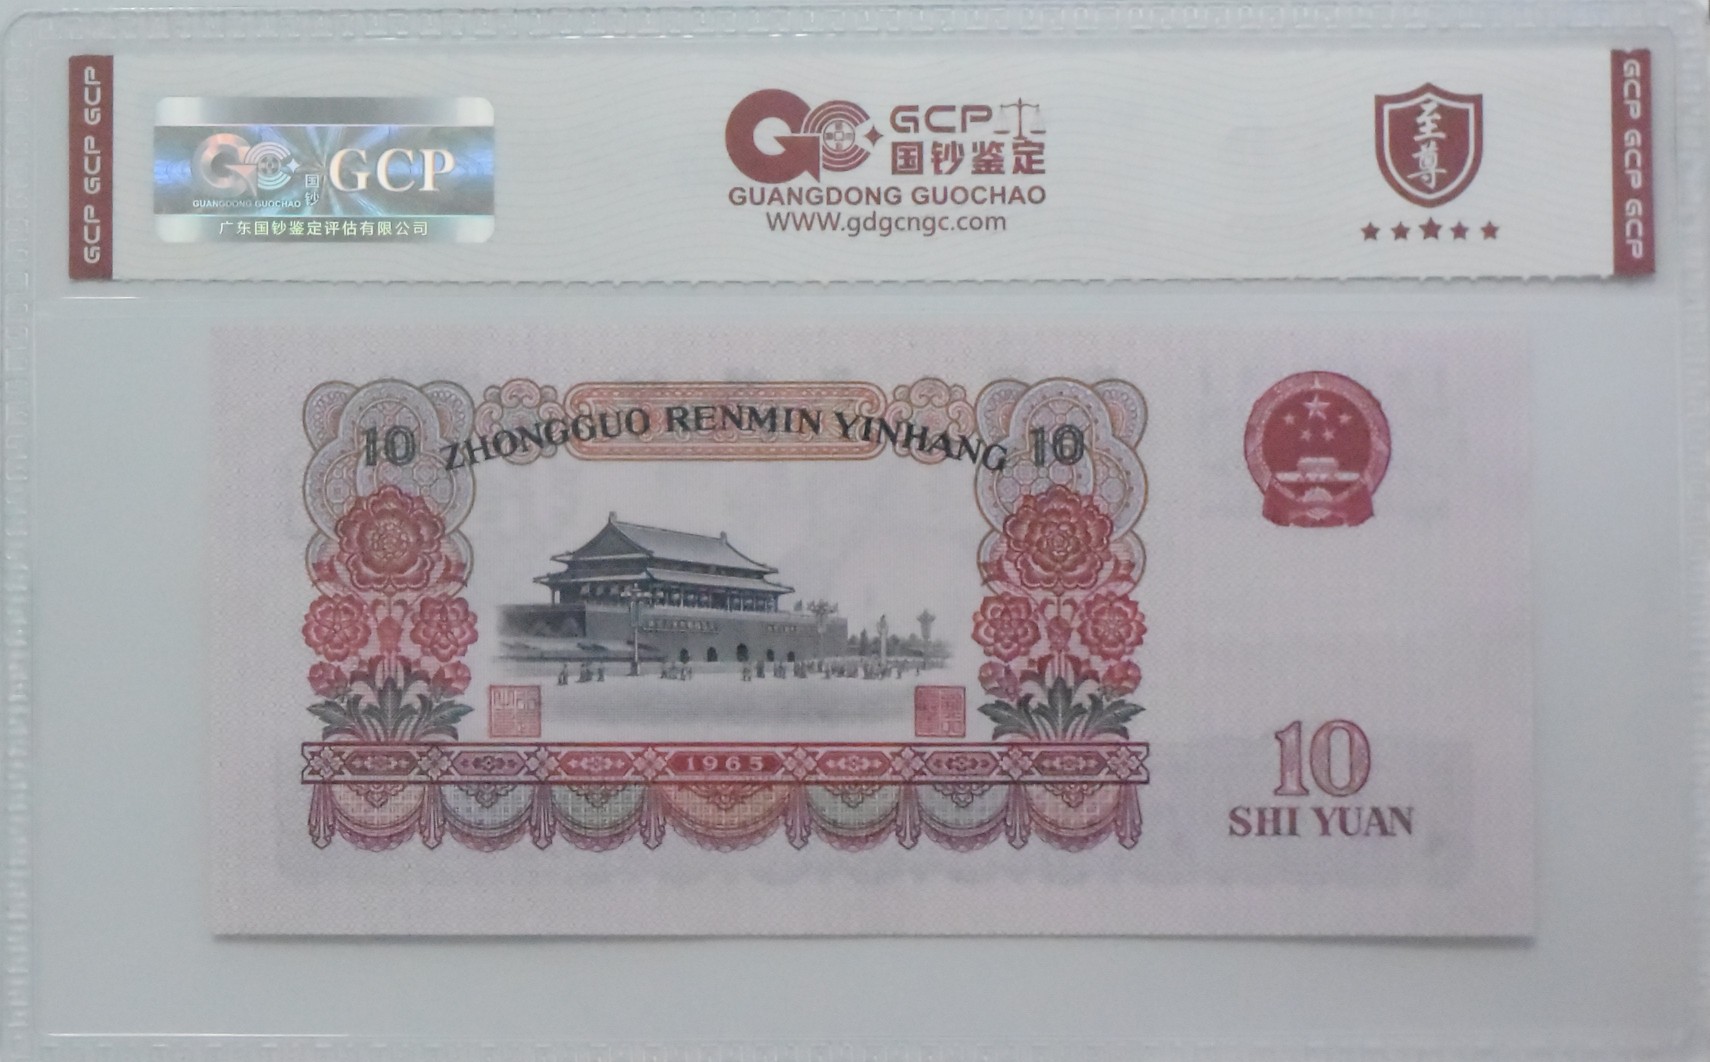 GCP GCP GCP
GUANGDONG GUOCHAO
国钞
GCP
广东国钞鉴定评估有限公司
GCP
国钞鉴定
GUANGDONG GUOCHAO
WWW.gdgcngc.com
至尊
GCP GCP GCP
10 ZHONGGUO RENMIN YINHANG 10
1965
10
SHI YUAN